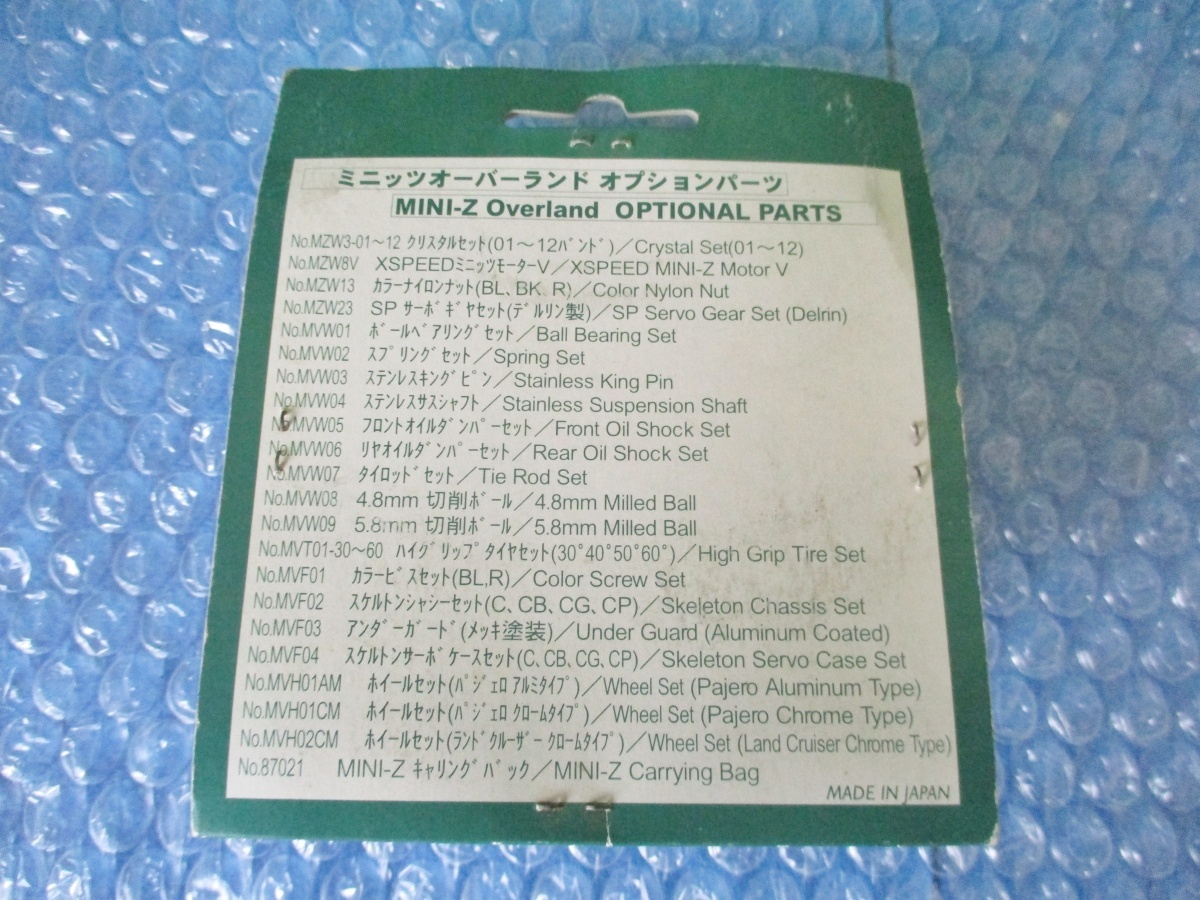 ミニッツオーバーランド オプションパーツ
MINI-Z Overland OPTIONAL PARTS
No.MZW3-01～12 クリスタルセット(01～12バンド)／Crystal Set(01～12)
No.MZW8V XSPEEDミニッツモーターV／XSPEED MINI-Z Motor V
No.MZW13 カラーナイロンナット(BL、BK、R)／Color Nylon Nut
No.MZW23 SP サーボギヤセット(デルリン製)／SP Servo Gear Set (Delrin)
No.MVW01 ボールベアリングセット／Ball Bearing Set
No.MVW02 スプリングセット／Spring Set
No.MVW03 ステンレスキングピン／Stainless King Pin
No.MVW04 ステンレスサスシャフト／Stainless Suspension Shaft
No.MVW05 フロントオイルダンパーセット／Front Oil Shock Set
No.MVW06 リヤオイルダンパーセット／Rear Oil Shock Set
No.MVW07 タイロッドセット／Tie Rod Set
No.MVW08 4.8mm 切削ボール／4.8mm Milled Ball
No.MVW09 5.8mm 切削ボール／5.8mm Milled Ball
No.MVT01-30～60 ハイグリップタイヤセット(30°40°50°60°)／High Grip Tire Set
No.MVF01 カラービスセット(BL,R)／Color Screw Set
No.MVF02 スケルトンシャシーセット(C、CB、CG、CP)／Skeleton Chassis Set
No.MVF03 アンダーガード(メッキ塗装)／Under Guard (Aluminum Coated)
No.MVF04 スケルトンサーボケースセット(C、CB、CG、CP)／Skeleton Servo Case Set
No.MVH01AM ホイールセット(パジェロ アルミタイプ)／Wheel Set (Pajero Aluminum Type)
No.MVH01CM ホイールセット(パジェロ クロームタイプ)／Wheel Set (Pajero Chrome Type)
No.MVH02CM ホイールセット(ランドクルーザー クロームタイプ)／Wheel Set (Land Cruiser Chrome Type)
No.87021 MINI-Z キャリングバック／MINI-Z Carrying Bag
MADE IN JAPAN